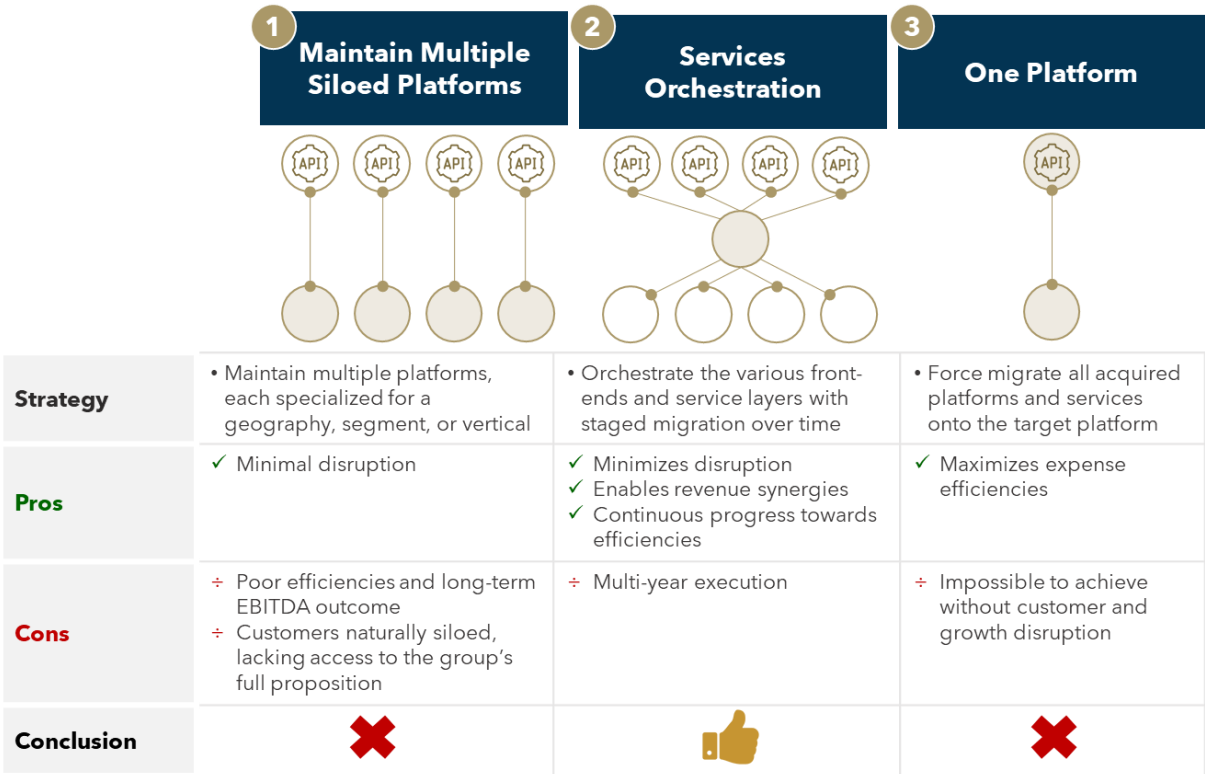 1
Maintain Multiple
Siloed Platforms
2
Services
Orchestration
3
One Platform
API
API
API
API
API
API
API
API
API
Strategy
• Maintain multiple platforms,
each specialized for a
geography, segment, or vertical
• Orchestrate the various front-
ends and service layers with
staged migration over time
• Force migrate all acquired
platforms and services
onto the target platform
Pros
✓ Minimal disruption
✓ Minimizes disruption
✓ Enables revenue synergies
✓ Continuous progress towards
efficiencies
✓ Maximizes expense
efficiencies
Cons
÷ Poor efficiencies and long-term
EBITDA outcome
÷ Customers naturally siloed,
lacking access to the group's
full proposition
÷ Multi-year execution
÷ Impossible to achieve
without customer and
growth disruption
Conclusion